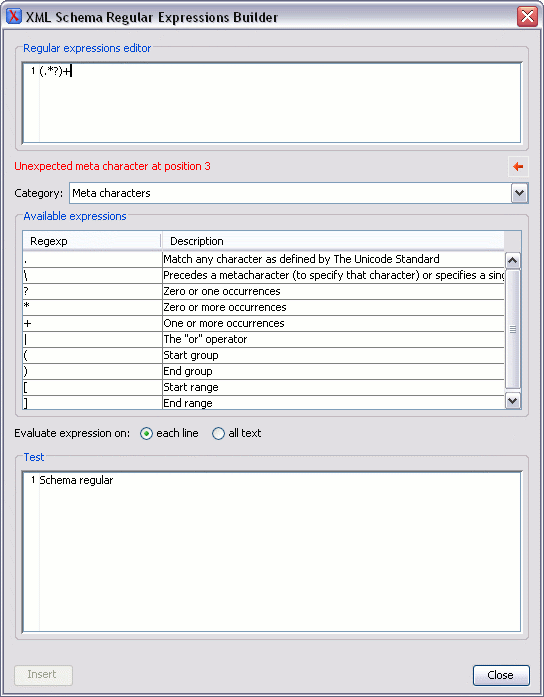 XML Schema Regular Expressions Builder
Regular expressions editor
1 (.*?)+
Unexpected meta character at position 3
Category: Meta characters
Available expressions
Regexp Description
. Match any character as defined by The Unicode Standard
\ Precedes a metacharacter (to specify that character) or specifies a sing
? Zero or one occurrences
* Zero or more occurrences
+ One or more occurrences
| The "or" operator
( Start group
) End group
[ Start range
] End range
Evaluate expression on: each line all text
Test
1 Schema regular
Insert Close